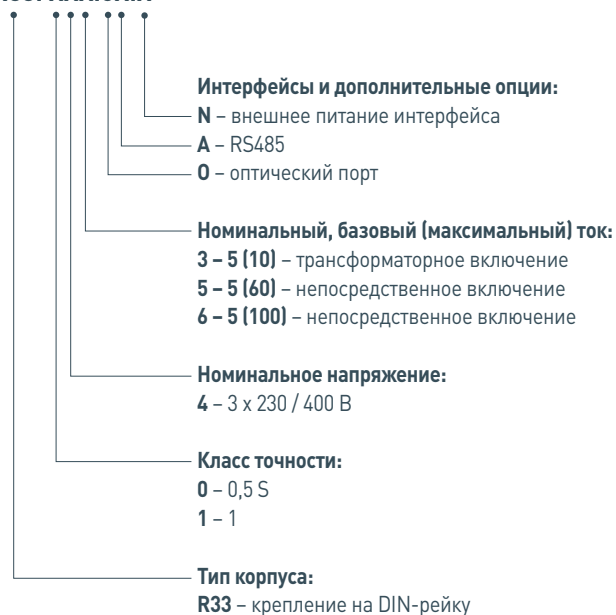 Интерфейсы и дополнительные опции:
N – внешнее питание интерфейса
A – RS485
O – оптический порт
Номинальный, базовый (максимальный) ток:
3 – 5 (10) – трансформаторное включение
5 – 5 (60) – непосредственное включение
6 – 5 (100) – непосредственное включение
Номинальное напряжение:
4 – 3 x 230 / 400 В
Класс точности:
0 – 0,5 S
1 – 1
Тип корпуса:
R33 – крепление на DIN-рейку